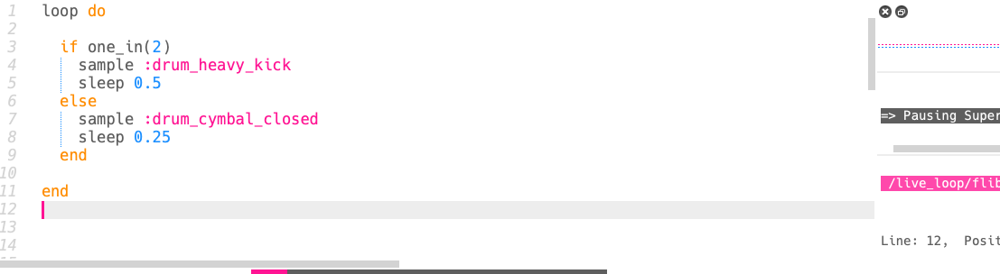 1 loop do
2
3 if one_in(2)
4 sample :drum_heavy_kick
5 sleep 0.5
6 else
7 sample :drum_cymbal_closed
8 sleep 0.25
9 end
10
11 end
12
13
14
=> Pausing Super
/live_loop/flib
Line: 12, Posit